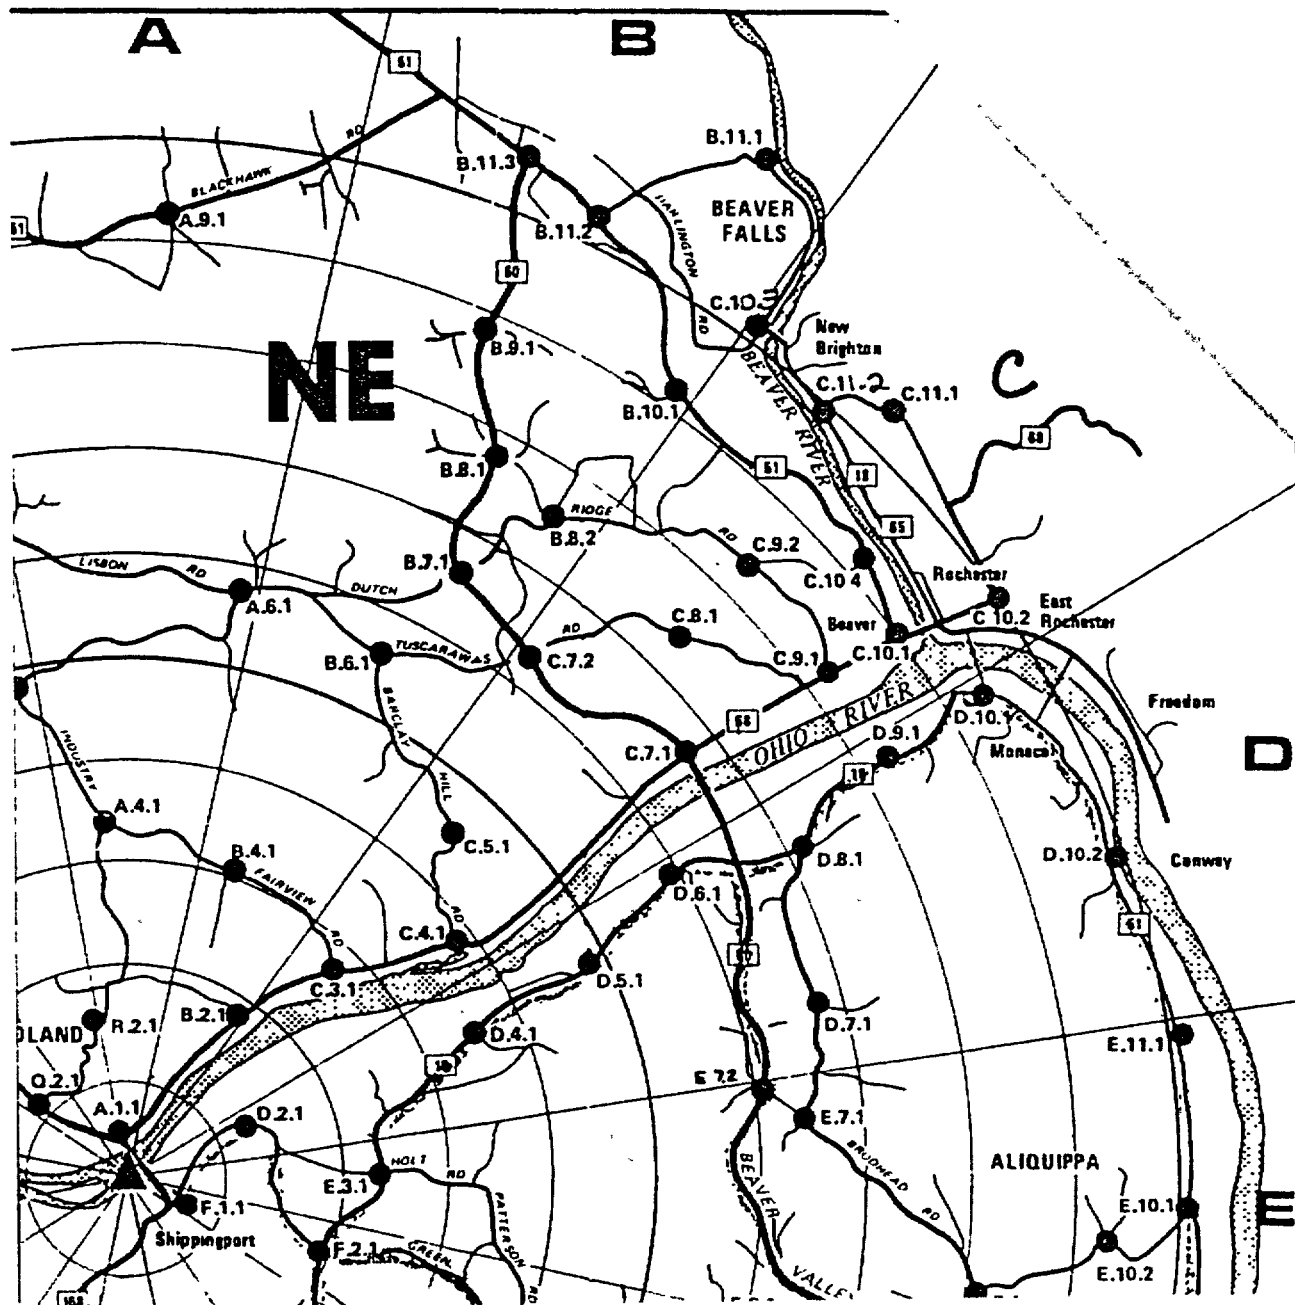 A
B
51
B.11.1
B.11.3
RD
BLACKHAWK
A.9.1
51
DARLINGTON
RD
BEAVER
FALLS
B.11.2
60
C.10.3
New
Brighton
B.9.1
NE
BEAVER RIVER
C
C.11.2
C.11.1
B.10.1
68
B.8.1
51
18
65
RIDGE
RD
B.8.2
C.9.2
LISBON
RD
DUTCH
B.7.1
C.10 4
Rochester
A.6.1
C.8.1
RD
C.10.2
East
Rochester
Beaver
B.6.1
TUSCARAWAS
C.7.2
C.9.1
C.10.1
Freedom
BARCLAY
HILL
RD
68
OHIO RIVER
D.10.1
D.9.1
Monaca
C.7.1
D
INDUSTRY
18
A.4.1
C.5.1
D.8.1
D.10.2
Conway
B.4.1
FAIRVIEW
RD
D.6.1
51
C.4.1
C.3.1
D.5.1
B.2.1
D.7.1
R.2.1
DLAND
D.4.1
E.11.1
18
Q.2.1
E 7.2
A.1.1
D.2.1
E.7.1
BRODHEAD
RD
HOLT
RD
ALIQUIPPA
E.3.1
BEAVER
VALLEY
PATTERSON
RD
F.1.1
E.10.1
E
Shippingport
F.2.1
GREEN
E.10.2
168